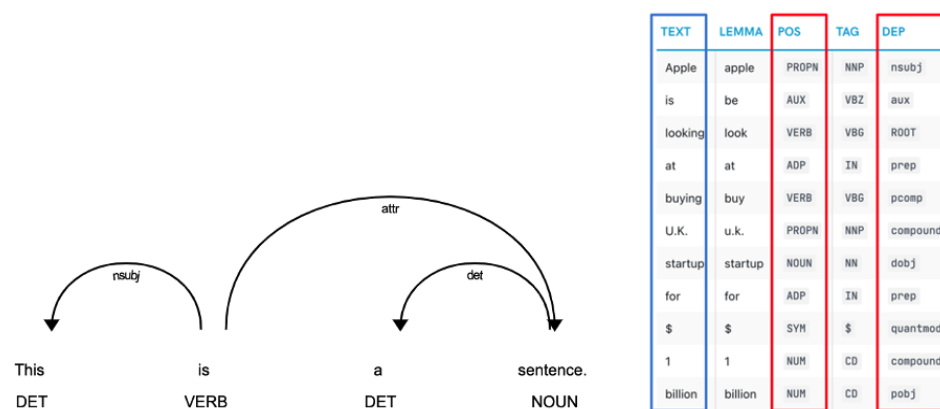 attr
nsubj
det
This is a sentence.
DET VERB DET NOUN
TEXT LEMMA POS TAG DEP
Apple apple PROPN NNP nsubj
is be AUX VBZ aux
looking look VERB VBG ROOT
at at ADP IN prep
buying buy VERB VBG pcomp
U.K. u.k. PROPN NNP compound
startup startup NOUN NN dobj
for for ADP IN prep
$ $ SYM $ quantmod
1 1 NUM CD compound
billion billion NUM CD pobj